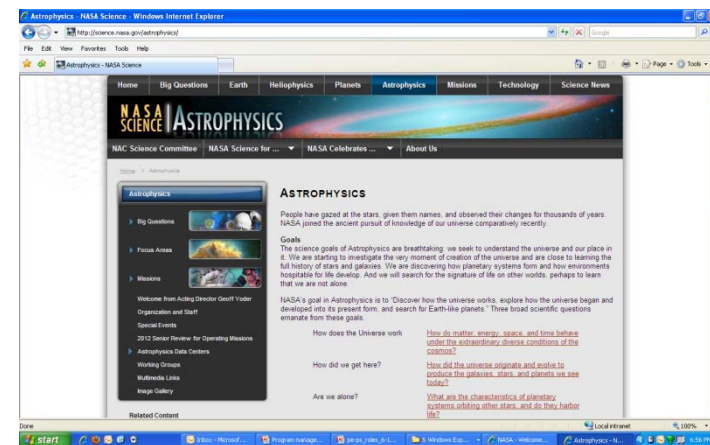 Astrophysics - NASA Science - Windows Internet Explorer
http://science.nasa.gov/astrophysics/
Google
File Edit View Favorites Tools Help
Astrophysics - NASA Science
Page Tools
Home Big Questions Earth Heliophysics Planets Astrophysics Missions Technology Science News
NASA SCIENCE ASTROPHYSICS
NAC Science Committee NASA Science for ... NASA Celebrates ... About Us
Home > Astrophysics
Astrophysics
Big Questions
Focus Areas
Missions
Welcome from Acting Director Geoff Yoder
Organization and Staff
Special Events
2012 Senior Review for Operating Missions
Astrophysics Data Centers
Working Groups
Multimedia Links
Image Gallery
Related Content
ASTROPHYSICS
People have gazed at the stars, given them names, and observed their changes for thousands of years.
NASA joined the ancient pursuit of knowledge of our universe comparatively recently.
Goals
The science goals of Astrophysics are breathtaking: we seek to understand the universe and our place in
it. We are starting to investigate the very moment of creation of the universe and are close to learning the
full history of stars and galaxies. We are discovering how planetary systems form and how environments
hospitable for life develop. And we will search for the signature of life on other worlds, perhaps to learn
that we are not alone.
NASA's goal in Astrophysics is to "Discover how the universe works, explore how the universe began and
developed into its present form, and search for Earth-like planets." Three broad scientific questions
emanate from these goals.
How does the Universe work
How do matter, energy, space, and time behave
under the extraordinary diverse conditions of the
cosmos?
How did we get here?
How did the universe originate and evolve to
produce the galaxies, stars, and planets we see
today?
Are we alone?
What are the characteristics of planetary
systems orbiting other stars, and do they harbor
life?
Done
Local intranet
100%
start
Inbox - Microsof...
Program manage...
pe-ps_roles_6-1...
5 Windows Exp...
NASA - Welcome...
Astrophysics - N...
6:56 PM